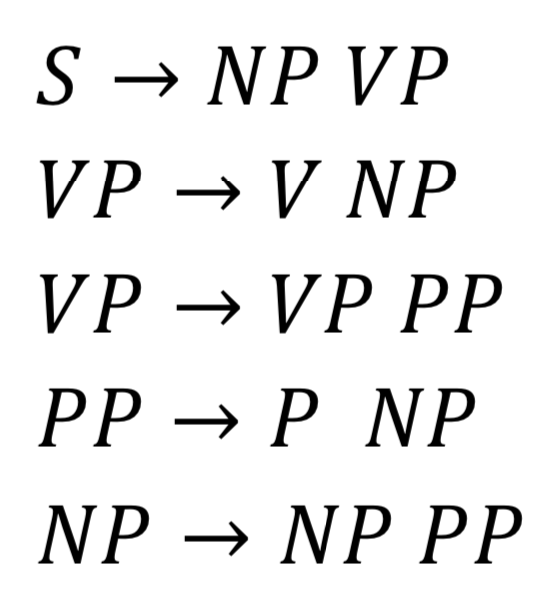 S → NP VP
VP → V NP
VP → VP PP
PP → P NP
NP → NP PP